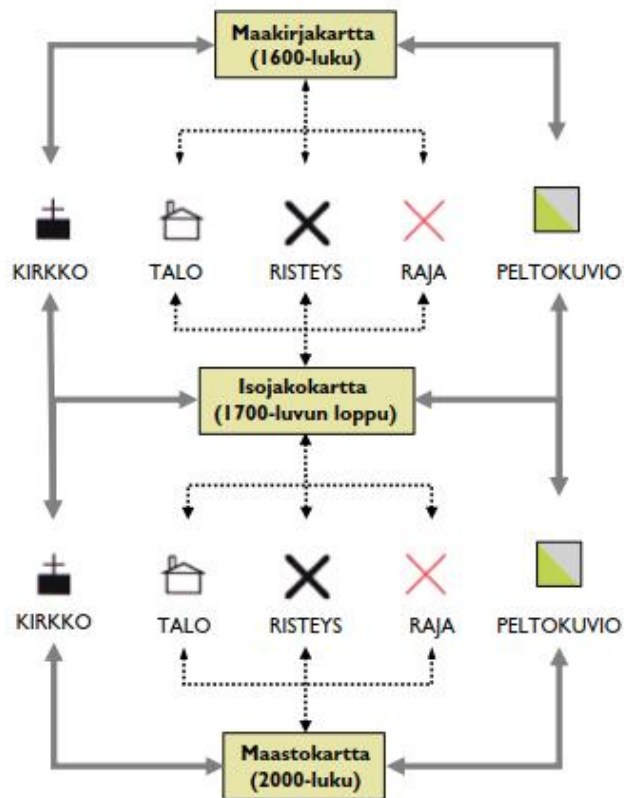 Maakirjakartta
(1600-luku)
KIRKKO TALO RISTEYS RAJA PELTOKUVIO
Isojakokartta
(1700-luvun loppu)
KIRKKO TALO RISTEYS RAJA PELTOKUVIO
Maastokartta
(2000-luku)